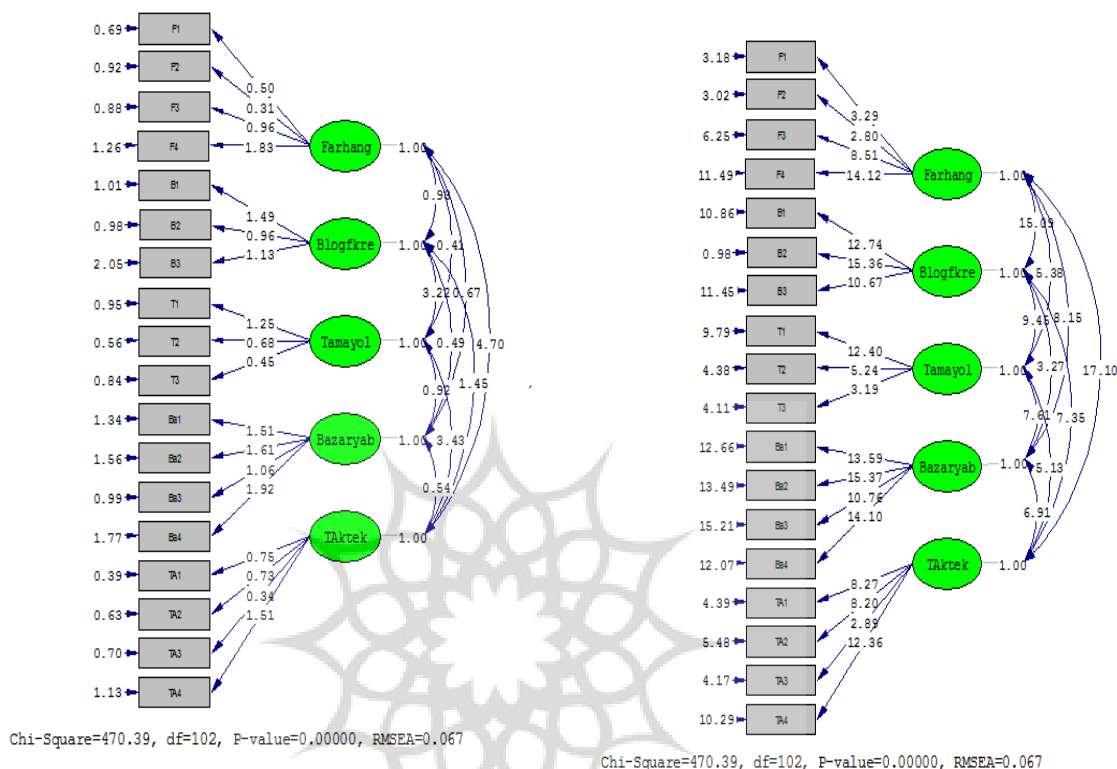 0.69 F1
0.92 F2
0.88 F3
1.26 F4
1.01 B1
0.98 B2
2.05 B3
0.95 T1
0.56 T2
0.84 T3
1.34 Ba1
1.56 Ba2
0.99 Ba3
1.77 Ba4
0.39 TA1
0.63 TA2
0.70 TA3
1.13 TA4
0.50
0.31
0.96
1.83
1.49
0.96
1.13
1.25
0.68
0.45
1.51
1.61
1.06
1.92
0.75
0.73
0.34
1.51
Farhang 1.00
Blogfkre 1.00
Tamayol 1.00
Bazaryab 1.00
TAktek 1.00
0.41
3.22 0.67
0.49 4.70
0.92 1.45
3.43
0.54
Chi-Square=470.39, df=102, P-value=0.00000, RMSEA=0.067
3.18 F1
3.02 F2
6.25 F3
11.49 F4
10.86 B1
0.98 B2
11.45 B3
9.79 T1
4.38 T2
4.11 T3
12.66 Ba1
13.49 Ba2
15.21 Ba3
12.07 Ba4
4.39 TA1
5.48 TA2
4.17 TA3
10.29 TA4
3.29
2.80
8.51
14.12
12.74
15.36
10.67
12.40
5.24
3.19
13.59
15.37
10.76
14.10
8.27
8.20
2.89
12.36
Farhang 1.00
Blogfkre 1.00
Tamayol 1.00
Bazaryab 1.00
TAktek 1.00
15.09
5.38
9.45 8.15
3.27 17.10
7.61 7.35
5.13
6.91
Chi-Square=470.39, df=102, P-value=0.00000, RMSEA=0.067